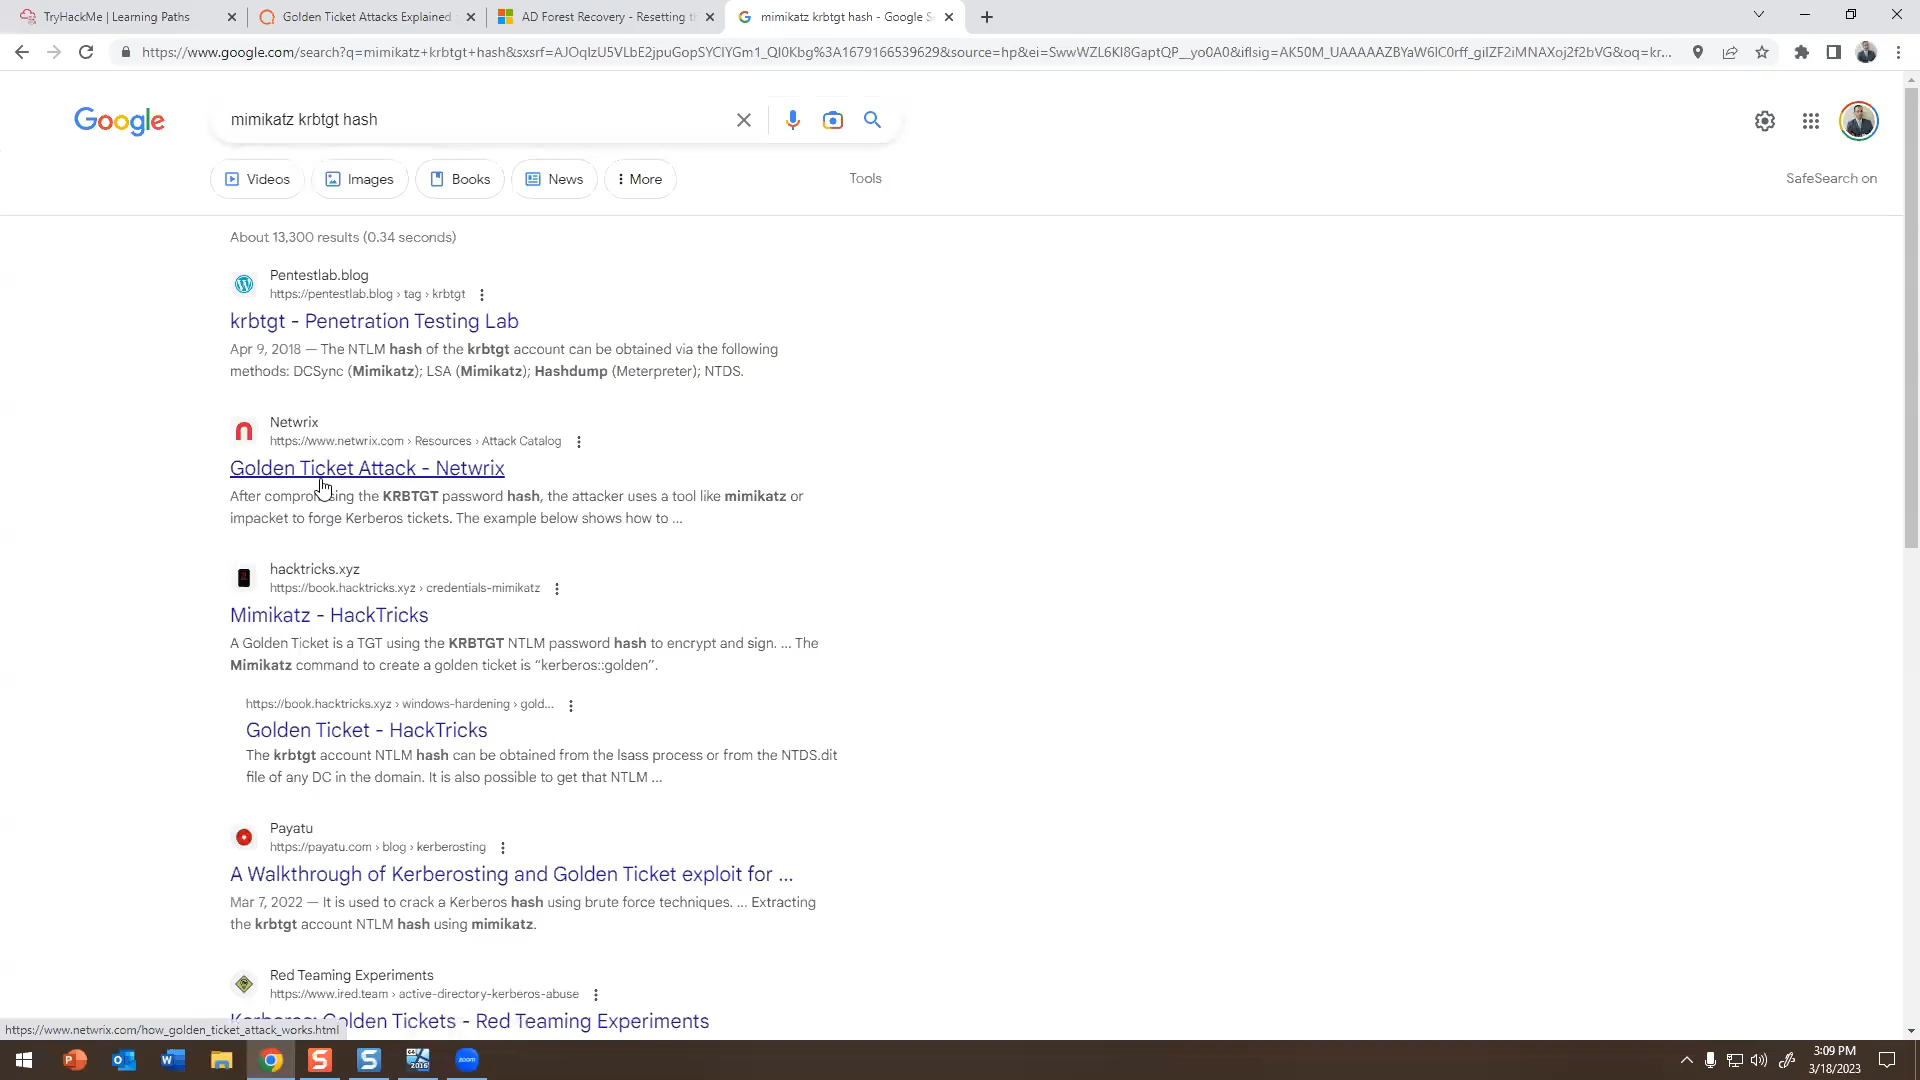 TryHackMe | Learning Paths
Golden Ticket Attacks Explained
AD Forest Recovery - Resetting t
mimikatz krbtgt hash - Google S
https://www.google.com/search?q=mimikatz+krbtgt+hash&sxsrf=AJOqlzU5VLbE2jpuGopSYClYGm1_QI0Kbg%3A1679166539629&source=hp&ei=SwwWZL6KI8GaptQP__yo0A0&iflsig=AK50M_UAAAAAZBYaW6lC0rff_giIZF2iMNAXoj2f2bVG&oq=kr...
Google
mimikatz krbtgt hash
Videos
Images
Books
News
More
Tools
SafeSearch on
About 13,300 results (0.34 seconds)
Pentestlab.blog
https://pentestlab.blog › tag › krbtgt
krbtgt - Penetration Testing Lab
Apr 9, 2018 — The NTLM hash of the krbtgt account can be obtained via the following
methods: DCSync (Mimikatz); LSA (Mimikatz); Hashdump (Meterpreter); NTDS.
Netwrix
https://www.netwrix.com › Resources › Attack Catalog
Golden Ticket Attack - Netwrix
After compromising the KRBTGT password hash, the attacker uses a tool like mimikatz or
impacket to forge Kerberos tickets. The example below shows how to ...
hacktricks.xyz
https://book.hacktricks.xyz › credentials-mimikatz
Mimikatz - HackTricks
A Golden Ticket is a TGT using the KRBTGT NTLM password hash to encrypt and sign. ... The
Mimikatz command to create a golden ticket is “kerberos::golden”.
https://book.hacktricks.xyz › windows-hardening › gold...
Golden Ticket - HackTricks
The krbtgt account NTLM hash can be obtained from the lsass process or from the NTDS.dit
file of any DC in the domain. It is also possible to get that NTLM ...
Payatu
https://payatu.com › blog › kerberosting
A Walkthrough of Kerberosting and Golden Ticket exploit for ...
Mar 7, 2022 — It is used to crack a Kerberos hash using brute force techniques. ... Extracting
the krbtgt account NTLM hash using mimikatz.
Red Teaming Experiments
https://www.ired.team › active-directory-kerberos-abuse
Kerberos: Golden Tickets - Red Teaming Experiments
https://www.netwrix.com/how_golden_ticket_attack_works.html
64
2016
zoom
3:09 PM
3/18/2023